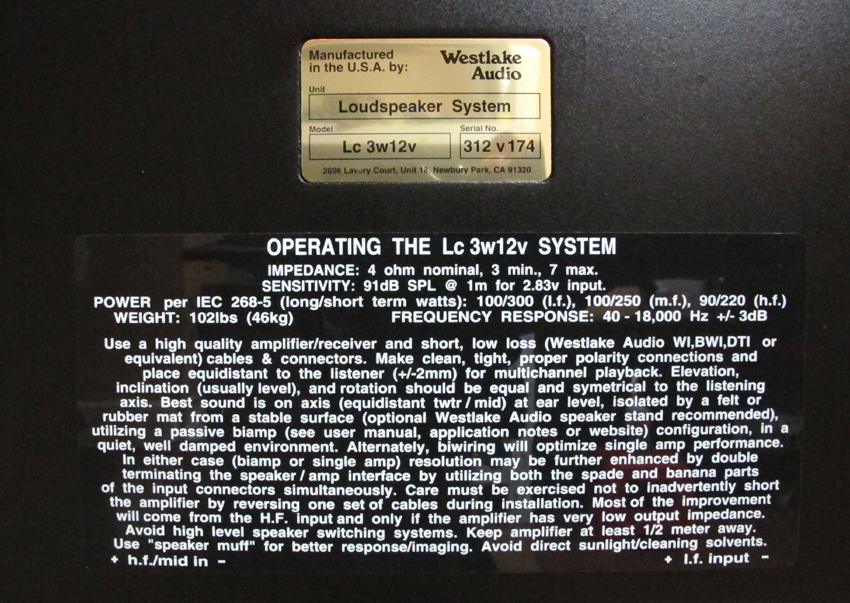 Manufactured
in the U.S.A. by:
Westlake
Audio
Unit
Loudspeaker System
Model
Serial No.
Lc 3w12v
312 v 174
2696 Lavery Court, Unit 18, Newbury Park, CA 91320
OPERATING THE Lc 3w12v SYSTEM
IMPEDANCE: 4 ohm nominal, 3 min., 7 max.
SENSITIVITY: 91dB SPL @ 1m for 2.83v input.
POWER per IEC 268-5 (long/short term watts): 100/300 (l.f.), 100/250 (m.f.), 90/220 (h.f.)
WEIGHT: 102lbs (46kg) FREQUENCY RESPONSE: 40 - 18,000 Hz +/- 3dB
Use a high quality amplifier/receiver and short, low loss (Westlake Audio WI,BWI,DTI or
equivalent) cables & connectors. Make clean, tight, proper polarity connections and
place equidistant to the listener (+/-2mm) for multichannel playback. Elevation,
inclination (usually level), and rotation should be equal and symetrical to the listening
axis. Best sound is on axis (equidistant twtr / mid) at ear level, isolated by a felt or
rubber mat from a stable surface (optional Westlake Audio speaker stand recommended),
utilizing a passive biamp (see user manual, application notes or website) configuration, in a
quiet, well damped environment. Alternately, biwiring will optimize single amp performance.
In either case (biamp or single amp) resolution may be further enhanced by double
terminating the speaker / amp interface by utilizing both the spade and banana parts
of the input connectors simultaneously. Care must be exercised not to inadvertently short
the amplifier by reversing one set of cables during installation. Most of the improvement
will come from the H.F. input and only if the amplifier has very low output impedance.
Avoid high level speaker switching systems. Keep amplifier at least 1/2 meter away.
Use "speaker muff" for better response/imaging. Avoid direct sunlight/cleaning solvents.
+ h.f./mid in - + l.f. input -